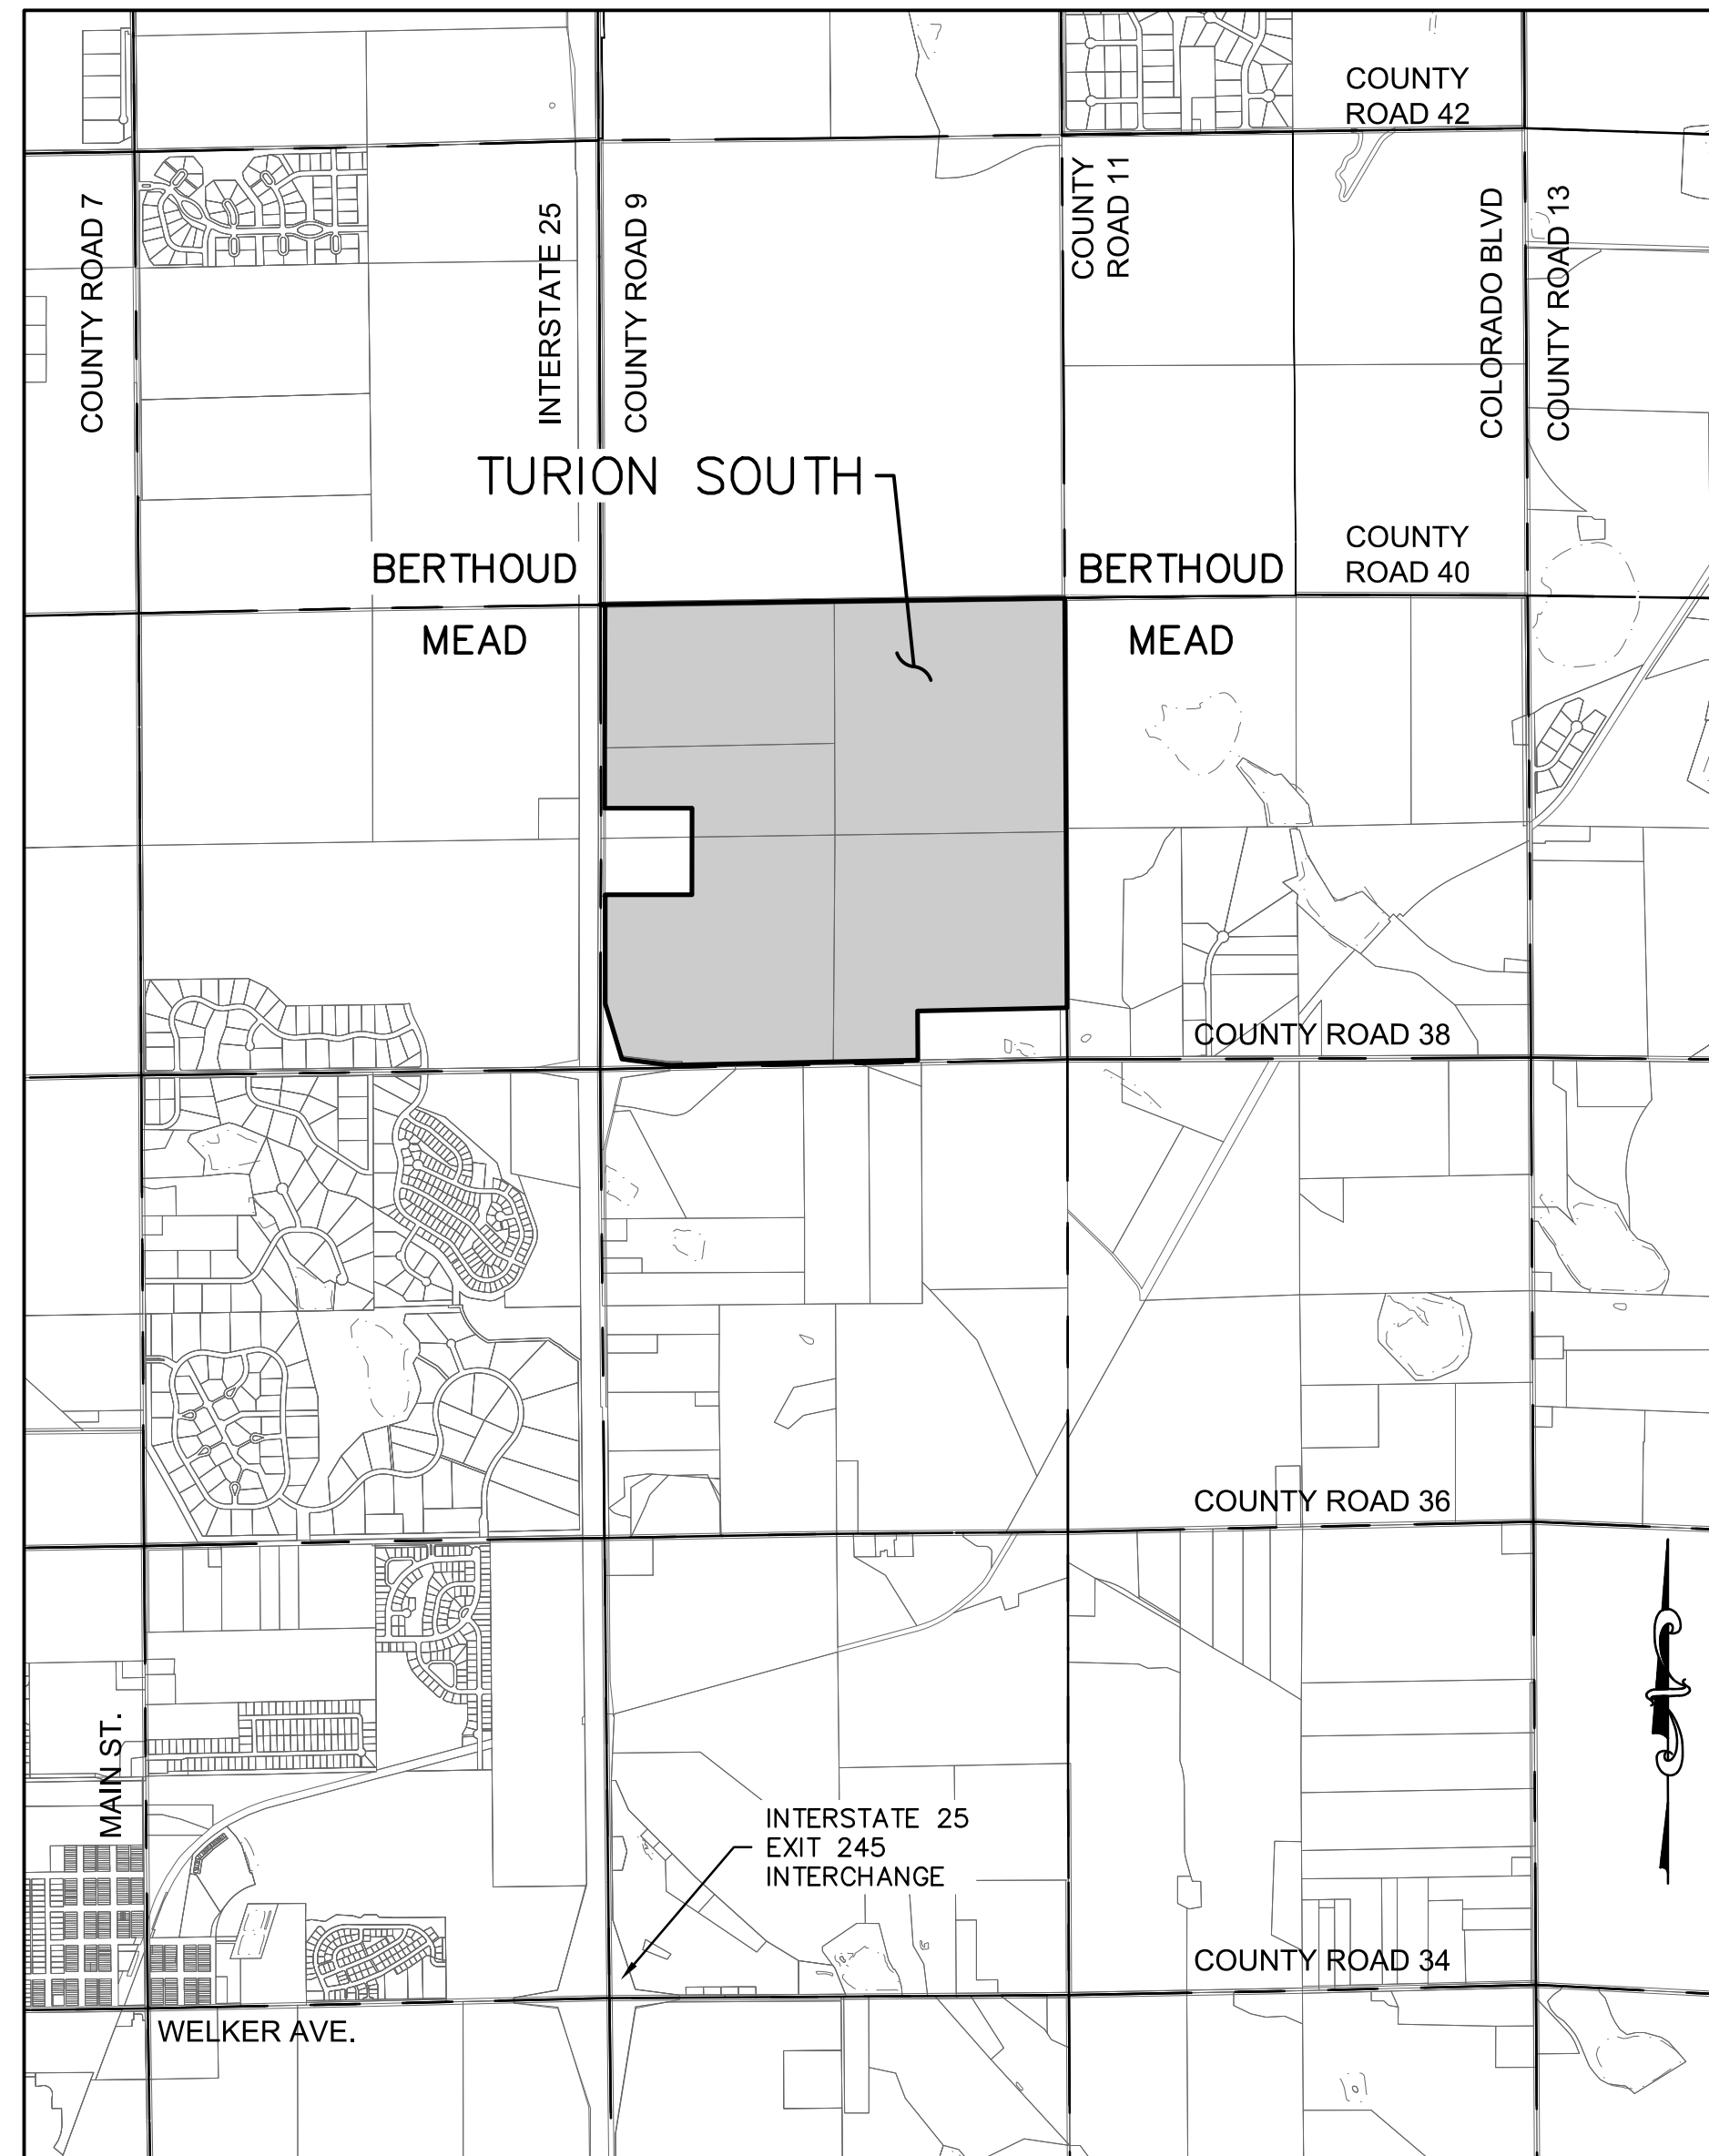 COUNTY
ROAD 42
COUNTY ROAD 7
INTERSTATE 25
COUNTY ROAD 9
COUNTY
ROAD 11
COLORADO BLVD
COUNTY ROAD 13
TURION SOUTH
BERTHOUD
BERTHOUD
COUNTY
ROAD 40
MEAD
MEAD
COUNTY ROAD 38
COUNTY ROAD 36
MAIN ST.
INTERSTATE 25
EXIT 245
INTERCHANGE
COUNTY ROAD 34
WELKER AVE.